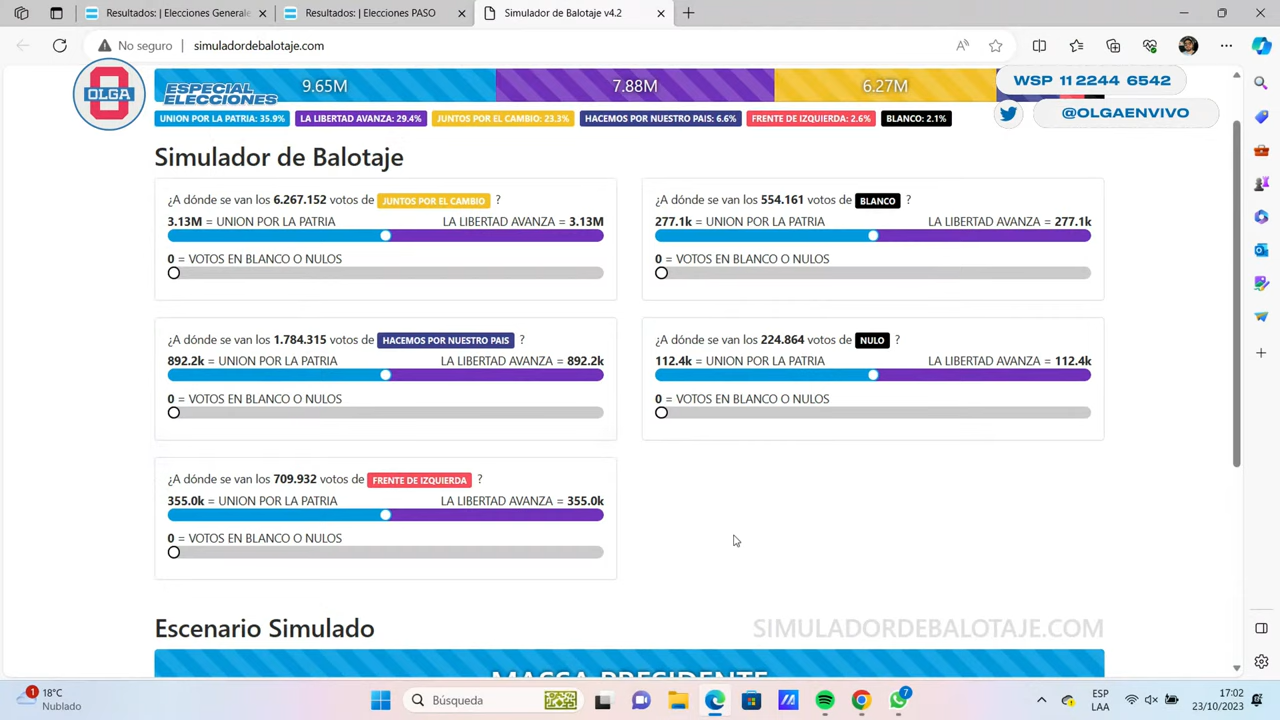 Resultados: | Elecciones Generale
Resultados: | Elecciones PASO
Simulador de Balotaje v4.2
No seguro
simuladordebalotaje.com
OLGA
ESPECIAL
ELECCIONES
9.65M
7.88M
6.27M
WSP 11 2244 6542
@OLGAENVIVO
UNION POR LA PATRIA: 35.9%
LA LIBERTAD AVANZA: 29.4%
JUNTOS POR EL CAMBIO: 23.3%
HACEMOS POR NUESTRO PAIS: 6.6%
FRENTE DE IZQUIERDA: 2.6%
BLANCO: 2.1%
Simulador de Balotaje
¿A dónde se van los 6.267.152 votos de JUNTOS POR EL CAMBIO ?
3.13M = UNION POR LA PATRIA
LA LIBERTAD AVANZA = 3.13M
0 = VOTOS EN BLANCO O NULOS
¿A dónde se van los 554.161 votos de BLANCO ?
277.1k = UNION POR LA PATRIA
LA LIBERTAD AVANZA = 277.1k
0 = VOTOS EN BLANCO O NULOS
¿A dónde se van los 1.784.315 votos de HACEMOS POR NUESTRO PAIS ?
892.2k = UNION POR LA PATRIA
LA LIBERTAD AVANZA = 892.2k
0 = VOTOS EN BLANCO O NULOS
¿A dónde se van los 224.864 votos de NULO ?
112.4k = UNION POR LA PATRIA
LA LIBERTAD AVANZA = 112.4k
0 = VOTOS EN BLANCO O NULOS
¿A dónde se van los 709.932 votos de FRENTE DE IZQUIERDA ?
355.0k = UNION POR LA PATRIA
LA LIBERTAD AVANZA = 355.0k
0 = VOTOS EN BLANCO O NULOS
Escenario Simulado
SIMULADORDEBALOTAJE.COM
MASSA PRESIDENTE
1
18°C
Nublado
Búsqueda
7
ESP
LAA
17:02
23/10/2023